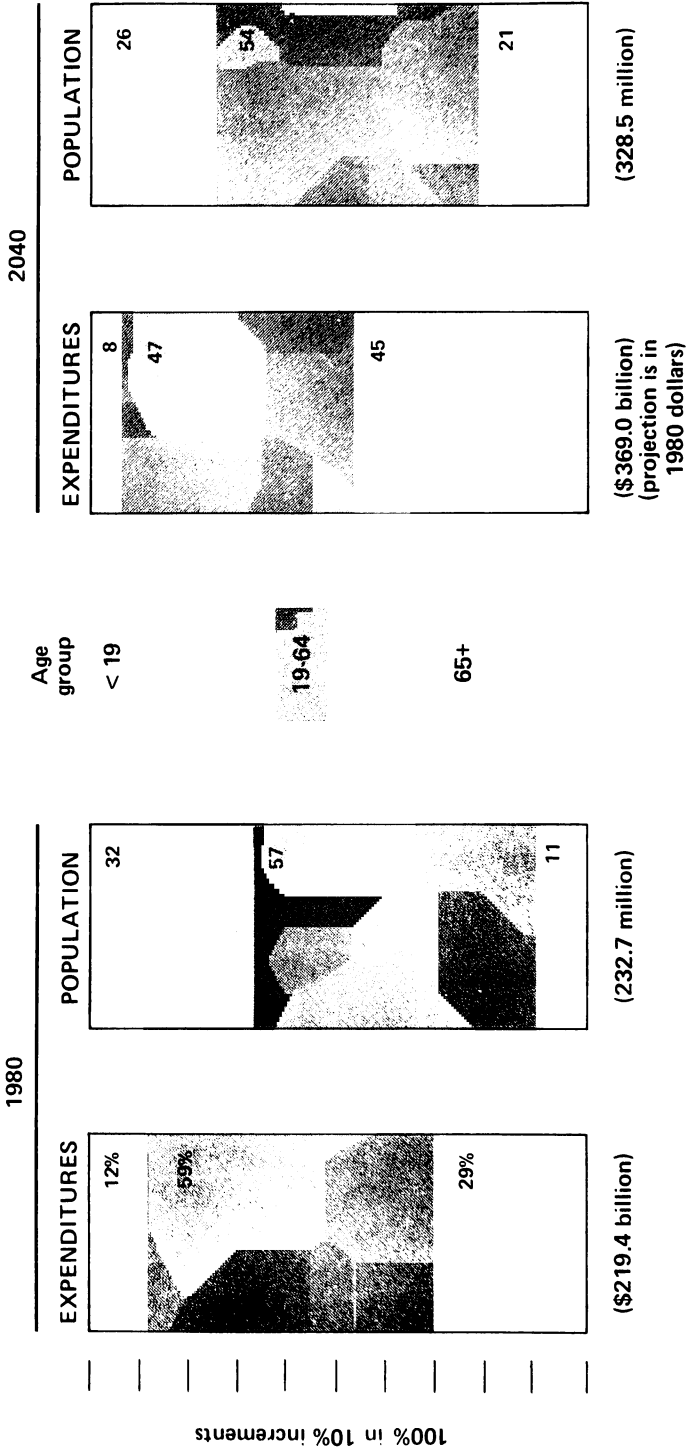 1980
2040
EXPENDITURES
POPULATION
Age
group
EXPENDITURES
POPULATION
100% in 10% increments
12%
59%
29%
32
57
11
< 19
19-64
65+
8
47
45
26
54
21
($219.4 billion)
(232.7 million)
($369.0 billion)
(projection is in
1980 dollars)
(328.5 million)